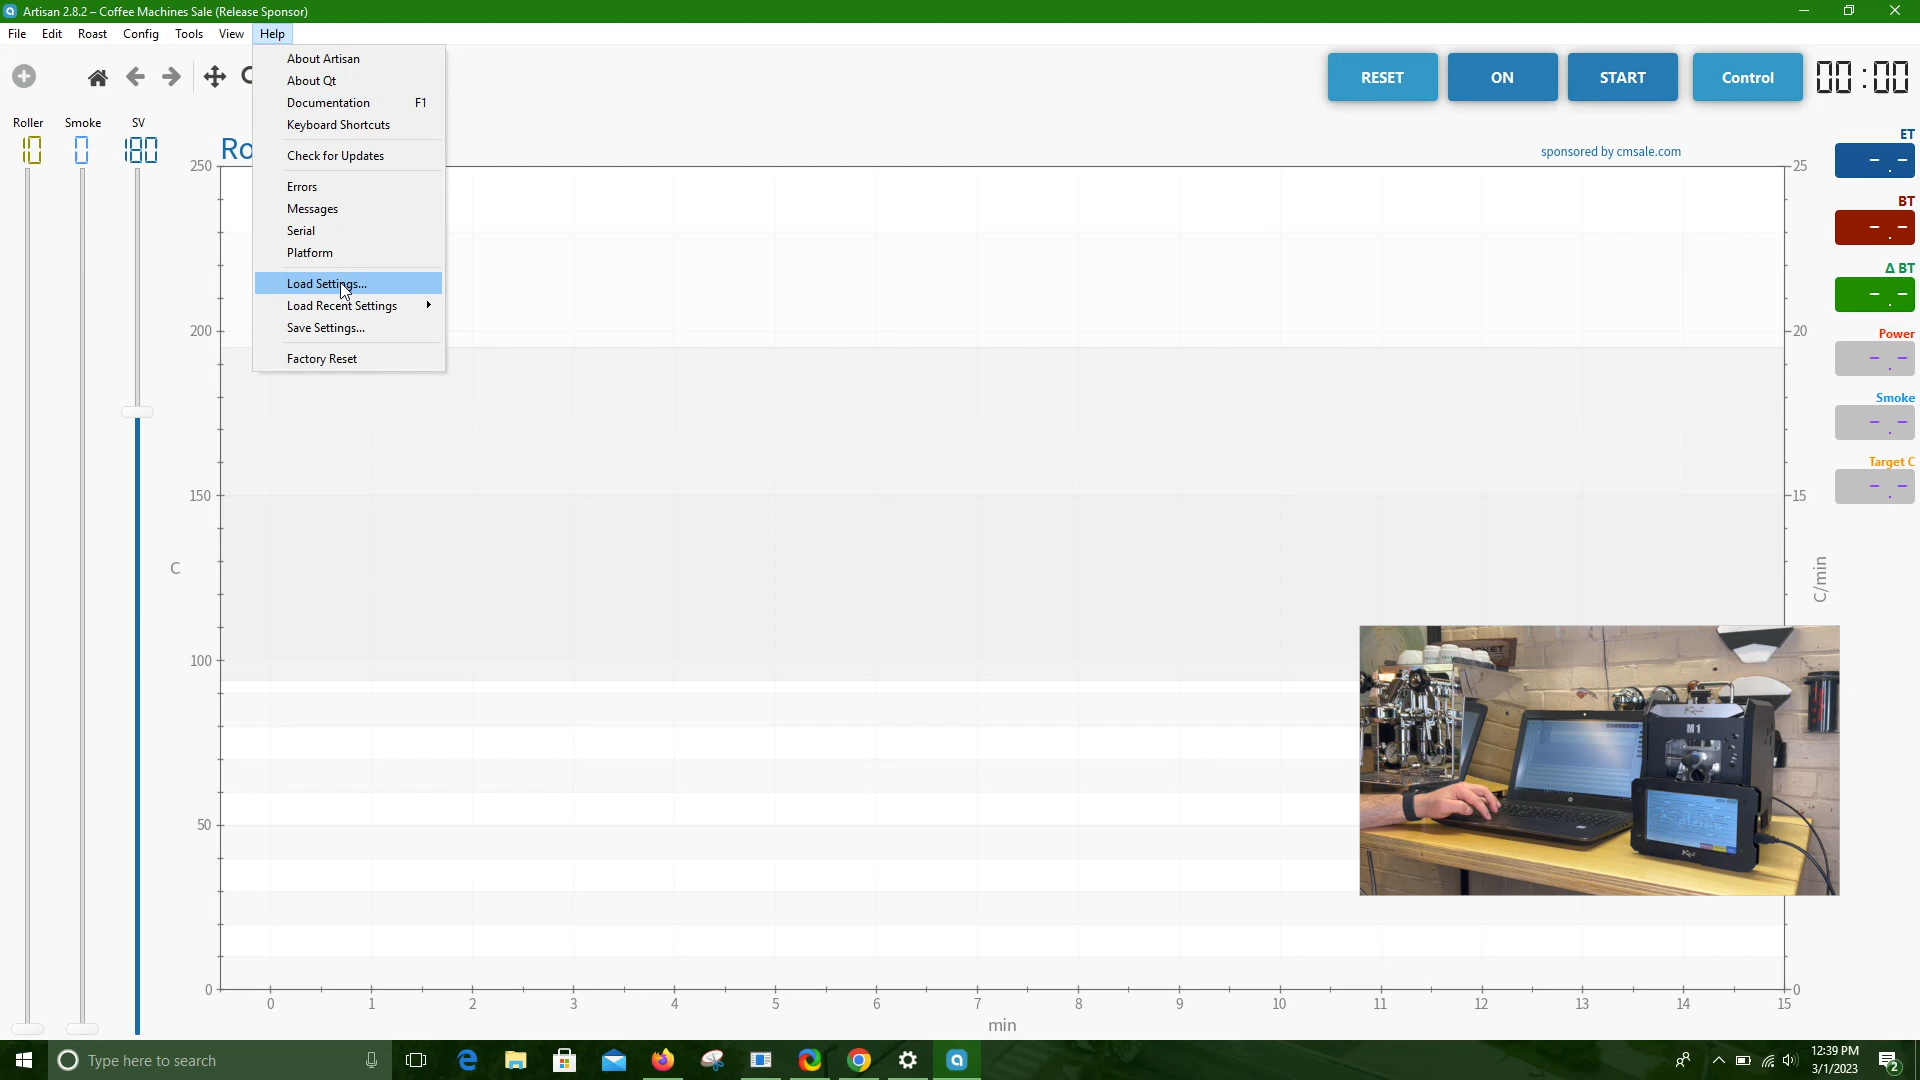 Artisan 2.8.2 – Coffee Machines Sale (Release Sponsor)
File Edit Roast Config Tools View Help
About Artisan
About Qt
Documentation F1
Keyboard Shortcuts
Check for Updates
Errors
Messages
Serial
Platform
Load Settings...
Load Recent Settings
Save Settings...
Factory Reset
RESET ON START Control 00:00
Roller Smoke SV
10 0 180
Ro
sponsored by cmsale.com
ET
BT
Δ BT
Power
Smoke
Target C
250
200
150
100
50
0
C
25
20
15
0
C/min
0 1 2 3 4 5 6 7 8 9 10 11 12 13 14 15
min
M1
Type here to search
12:39 PM
3/1/2023
2